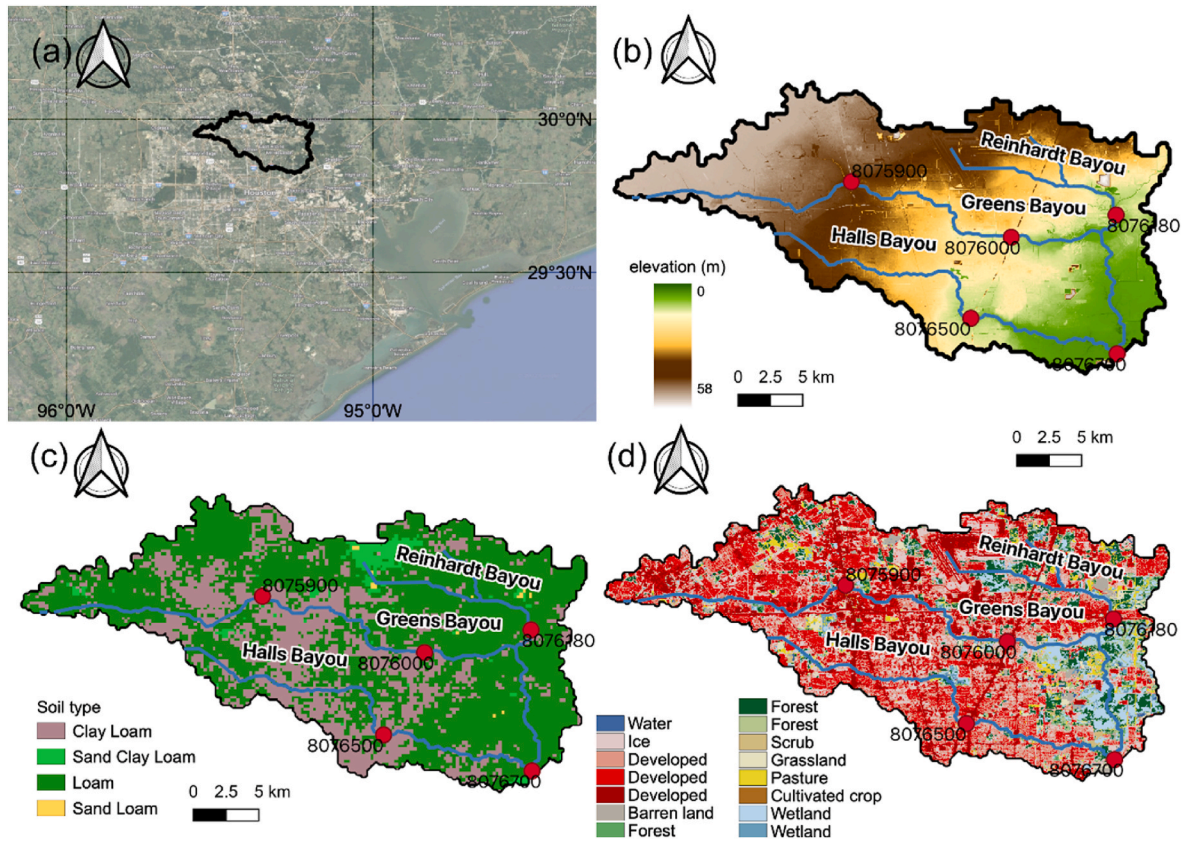 (a)
30°0'N
29°30'N
96°0'W
95°0'W
Houston
(b)
Reinhardt Bayou
8075900
Greens Bayou
8076180
Halls Bayou
8076000
elevation (m)
0
58
8076500
8076700
0 2.5 5 km
(c)
Reinhardt Bayou
8075900
Greens Bayou
8076180
Halls Bayou
8076000
8076500
8076700
Soil type
Clay Loam
Sand Clay Loam
Loam
Sand Loam
0 2.5 5 km
(d)
0 2.5 5 km
Reinhardt Bayou
8075900
Greens Bayou
8076180
Halls Bayou
8076000
8076500
8076700
Water
Ice
Developed
Developed
Developed
Barren land
Forest
Forest
Forest
Scrub
Grassland
Pasture
Cultivated crop
Wetland
Wetland